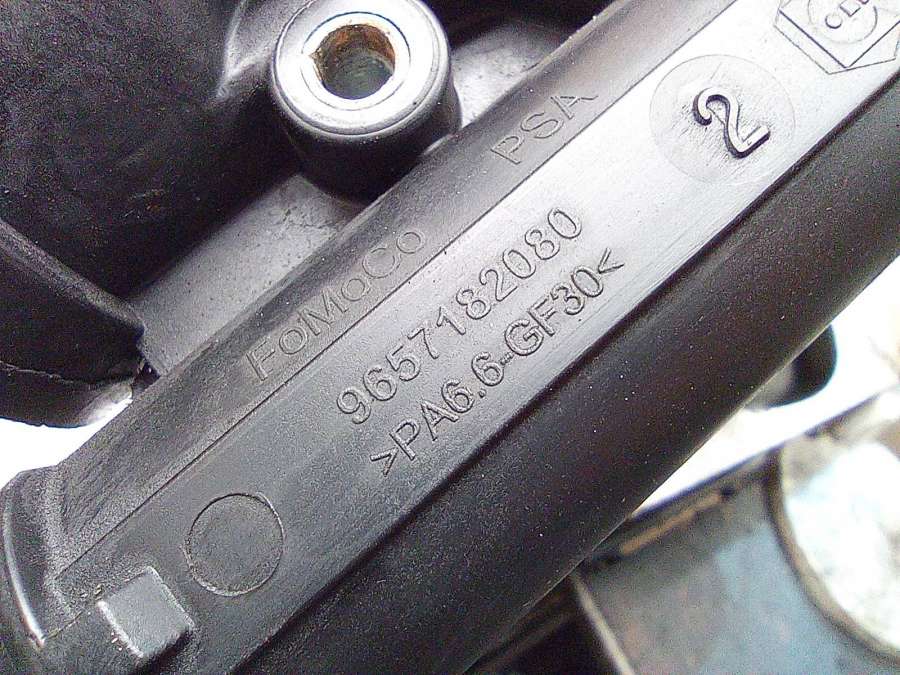 FoMoCo PSA
2
9657182080
>PA6.6-GF30<